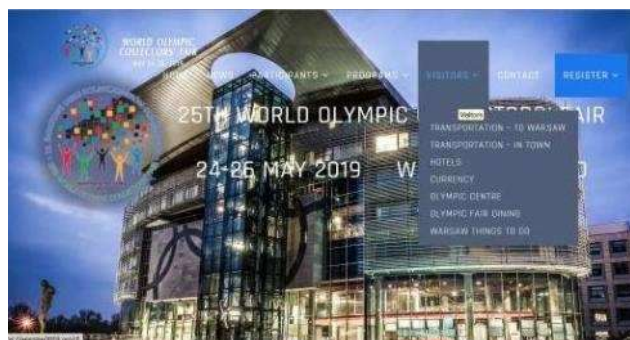 WORLD OLYMPIC
COLLECTORS' FAIR
HOME NEWS PARTICIPANTS PROGRAMS VISITORS CONTACT REGISTER
25TH WORLD OLYMPIC FAIR
Visitors
TRANSPORTATION - TO WARSAW
TRANSPORTATION - IN TOWN
24-26 MAY 2019 W
HOTELS
CURRENCY
OLYMPIC CENTRE
OLYMPIC FAIR DINING
WARSAW THINGS TO DO